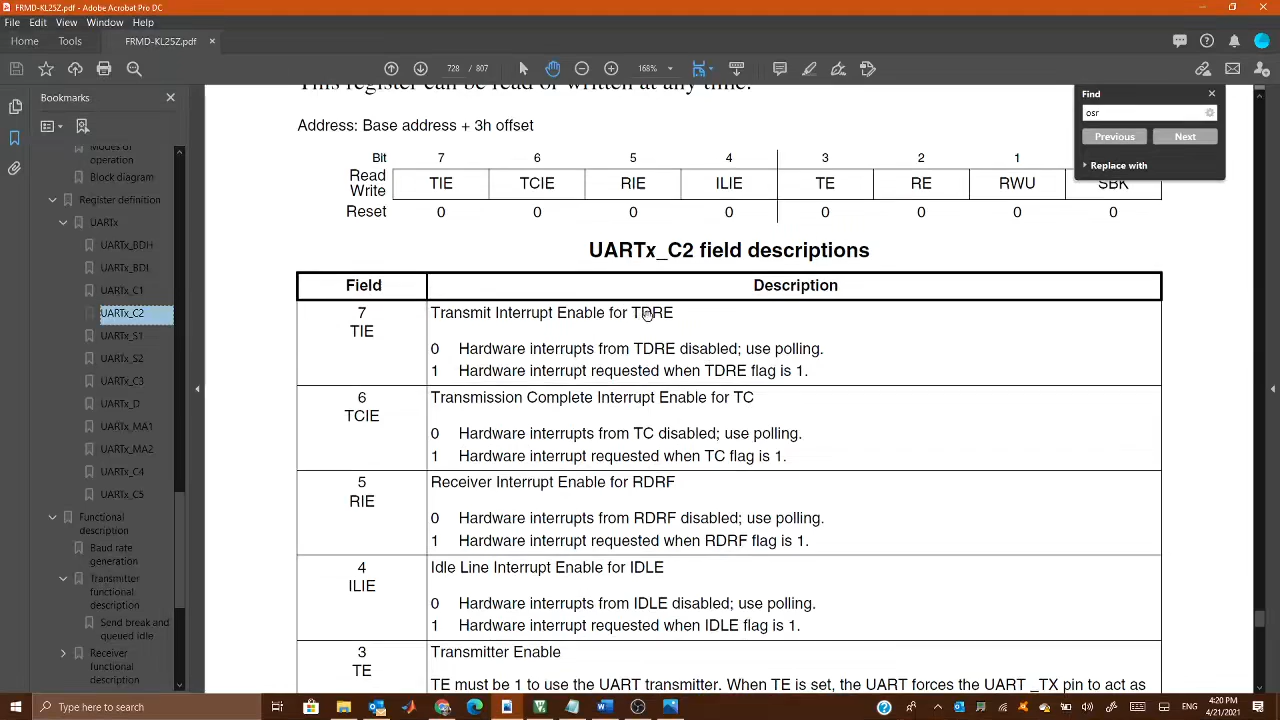 FRMD-KL25Z.pdf - Adobe Acrobat Pro DC
File Edit View Window Help
Home Tools FRMD-KL25Z.pdf
728 / 807 168%
Bookmarks
Modes of
operation
Block diagram
Register definition
UARTx
UARTx_BDH
UARTx_BDL
UARTx_C1
UARTx_C2
UARTx_S1
UARTx_S2
UARTx_C3
UARTx_D
UARTx_MA1
UARTx_MA2
UARTx_C4
UARTx_C5
Functional
description
Baud rate
generation
Transmitter
functional
description
Send break and
queued idle
Receiver
functional
description
This register can be read or written at any time.
Address: Base address + 3h offset
Bit 7 6 5 4 3 2 1
Read
Write
TIE TCIE RIE ILIE TE RE RWU SBK
Reset 0 0 0 0 0 0 0 0
UARTx_C2 field descriptions
Field Description
7
TIE
Transmit Interrupt Enable for TDRE
0 Hardware interrupts from TDRE disabled; use polling.
1 Hardware interrupt requested when TDRE flag is 1.
6
TCIE
Transmission Complete Interrupt Enable for TC
0 Hardware interrupts from TC disabled; use polling.
1 Hardware interrupt requested when TC flag is 1.
5
RIE
Receiver Interrupt Enable for RDRF
0 Hardware interrupts from RDRF disabled; use polling.
1 Hardware interrupt requested when RDRF flag is 1.
4
ILIE
Idle Line Interrupt Enable for IDLE
0 Hardware interrupts from IDLE disabled; use polling.
1 Hardware interrupt requested when IDLE flag is 1.
3
TE
Transmitter Enable
TE must be 1 to use the UART transmitter. When TE is set, the UART forces the UART _TX pin to act as
Find
osr
Previous Next
Replace with
Type here to search
4:20 PM
4/21/2021